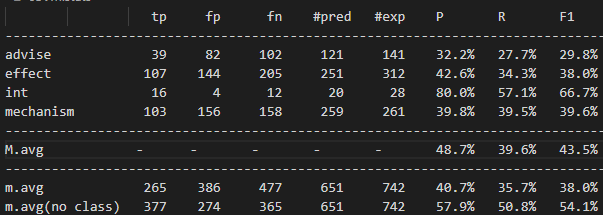 tp fp fn #pred #exp P R F1
------------------------------------------------------------------------------
advise 39 82 102 121 141 32.2% 27.7% 29.8%
effect 107 144 205 251 312 42.6% 34.3% 38.0%
int 16 4 12 20 28 80.0% 57.1% 66.7%
mechanism 103 156 158 259 261 39.8% 39.5% 39.6%
------------------------------------------------------------------------------
M.avg - - - - - 48.7% 39.6% 43.5%
------------------------------------------------------------------------------
m.avg 265 386 477 651 742 40.7% 35.7% 38.0%
m.avg(no class) 377 274 365 651 742 57.9% 50.8% 54.1%